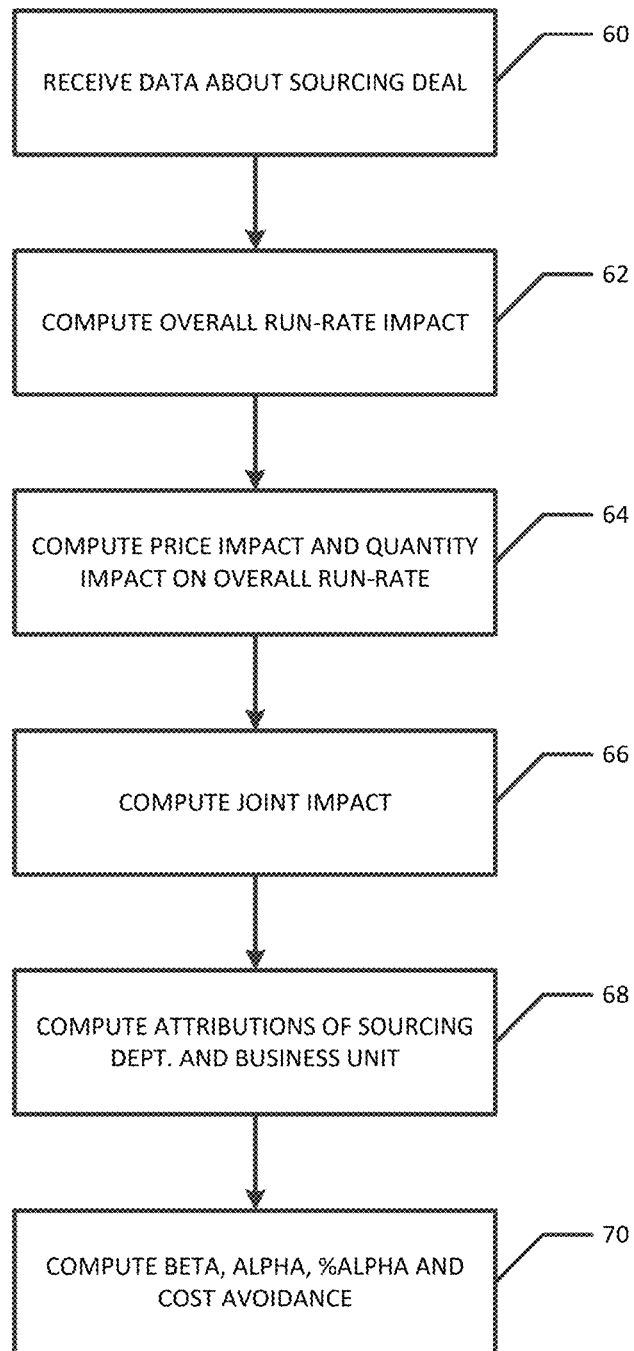 60
RECEIVE DATA ABOUT SOURCING DEAL
62
COMPUTE OVERALL RUN-RATE IMPACT
64
COMPUTE PRICE IMPACT AND QUANTITY
IMPACT ON OVERALL RUN-RATE
66
COMPUTE JOINT IMPACT
68
COMPUTE ATTRIBUTIONS OF SOURCING
DEPT. AND BUSINESS UNIT
70
COMPUTE BETA, ALPHA, %ALPHA AND
COST AVOIDANCE